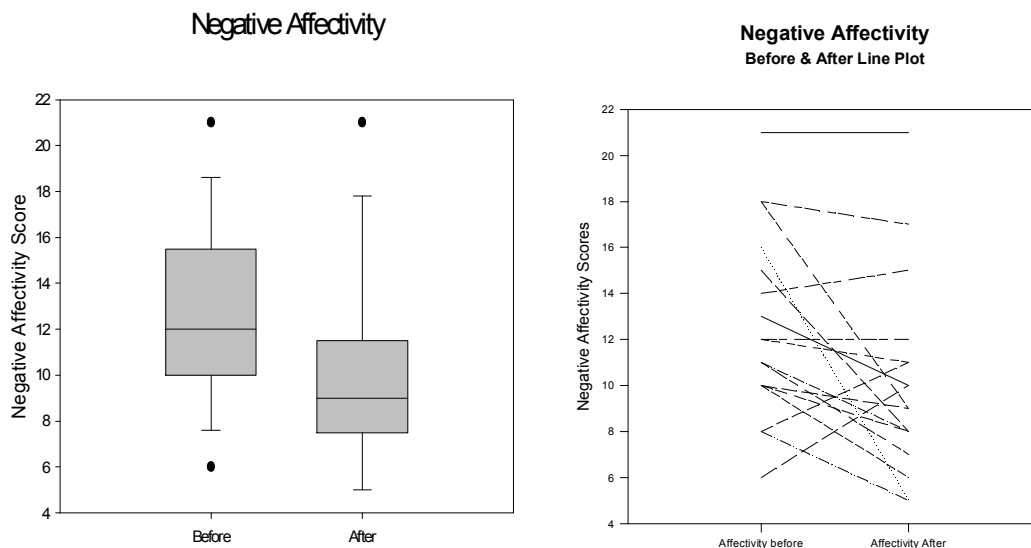 Negative Affectivity
22
20
18
16
14
12
10
8
6
4
Negative Affectivity Score
Before
After
Negative Affectivity
Before & After Line Plot
22
20
18
16
14
12
10
8
6
4
Negative Affectivity Scores
Affectivity before
Affectivity After